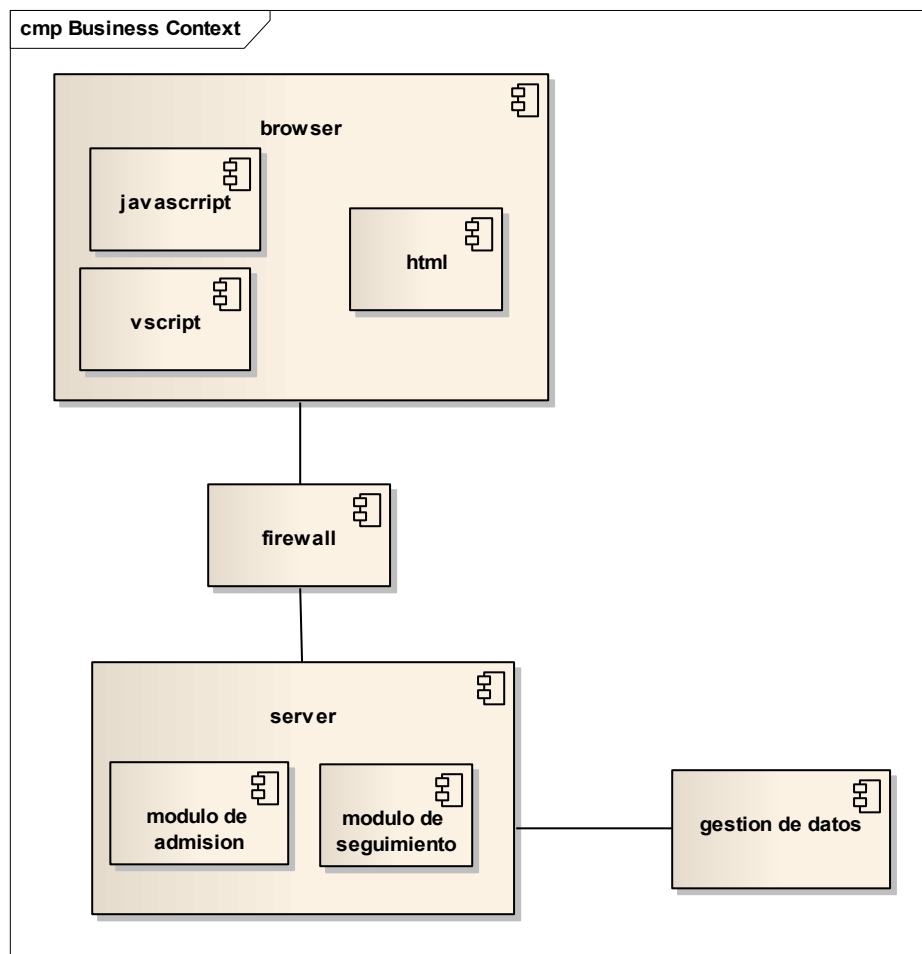 cmp Business Context
browser
javascrript
html
vscript
firewall
server
modulo de
admision
modulo de
seguimiento
gestion de datos